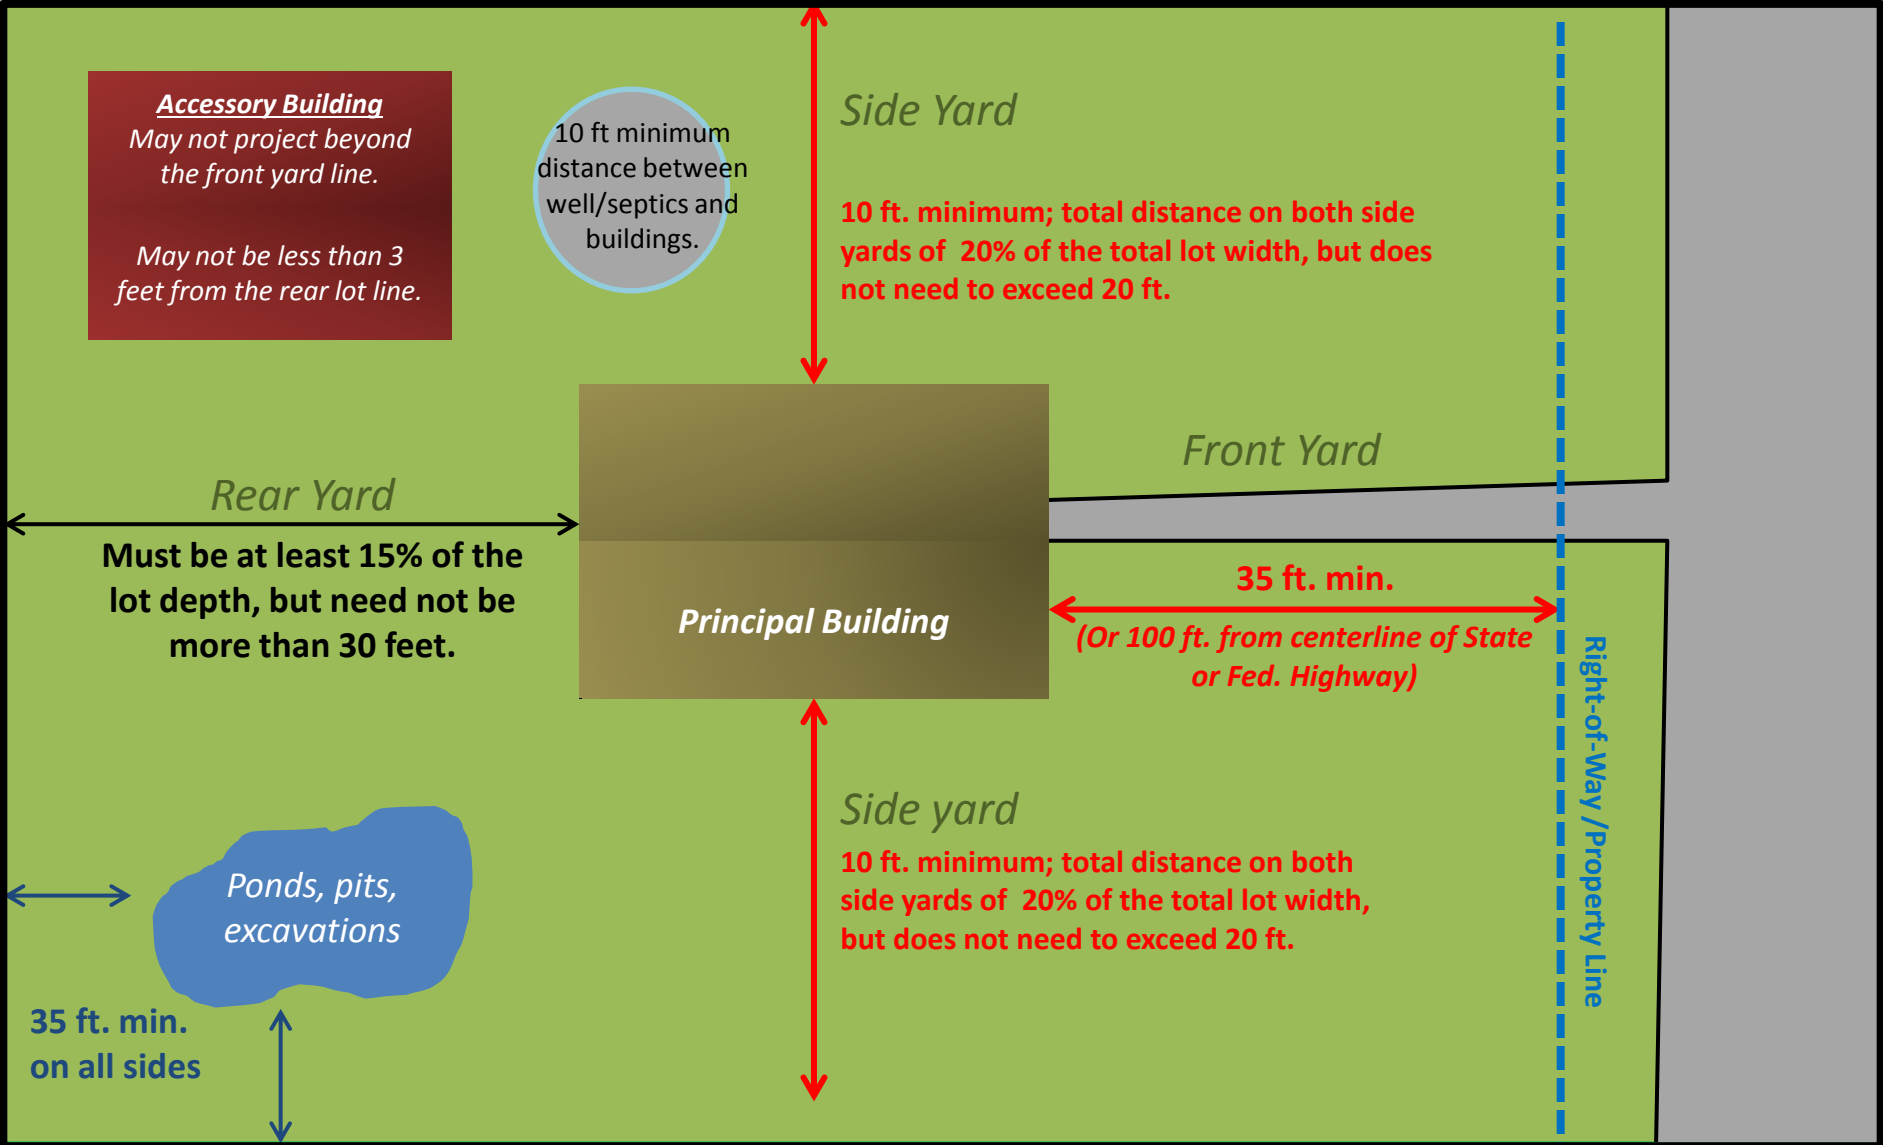 Accessory Building
May not project beyond
the front yard line.
May not be less than 3
feet from the rear lot line.
10 ft minimum
distance between
well/septics and
buildings.
Side Yard
10 ft. minimum; total distance on both side
yards of 20% of the total lot width, but does
not need to exceed 20 ft.
Front Yard
Rear Yard
Must be at least 15% of the
lot depth, but need not be
more than 30 feet.
Principal Building
35 ft. min.
(Or 100 ft. from centerline of State
or Fed. Highway)
Right-of-Way /Property Line
Side yard
10 ft. minimum; total distance on both
side yards of 20% of the total lot width,
but does not need to exceed 20 ft.
Ponds, pits,
excavations
35 ft. min.
on all sides